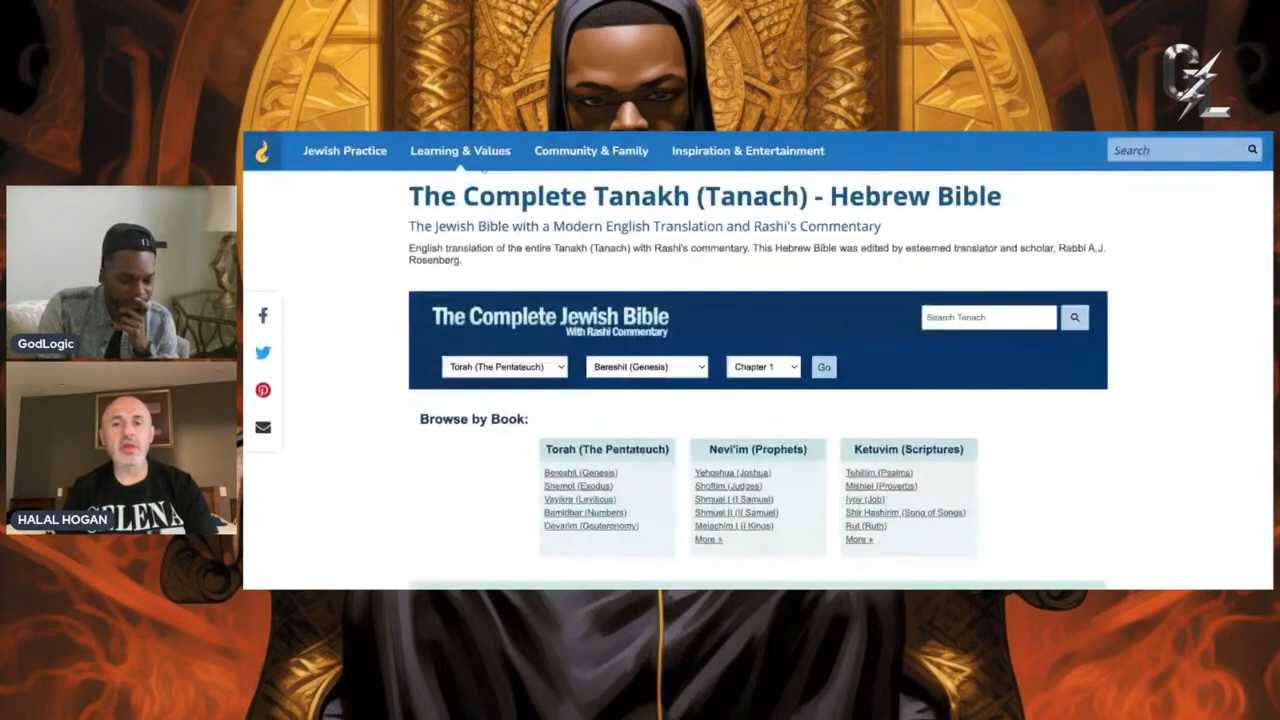 GL
Jewish Practice
Learning & Values
Community & Family
Inspiration & Entertainment
Search
The Complete Tanakh (Tanach) - Hebrew Bible
The Jewish Bible with a Modern English Translation and Rashi's Commentary
English translation of the entire Tanakh (Tanach) with Rashi's commentary. This Hebrew Bible was edited by esteemed translator and scholar, Rabbi A.J.
Rosenberg.
The Complete Jewish Bible
With Rashi Commentary
Search Tanach
Torah (The Pentateuch)
Bereshit (Genesis)
Chapter 1
Go
Browse by Book:
Torah (The Pentateuch)
Bereshit (Genesis)
Shemot (Exodus)
Vayikra (Leviticus)
Bamidbar (Numbers)
Devarim (Deuteronomy)
Nevi'im (Prophets)
Yehoshua (Joshua)
Shoftim (Judges)
Shmuel I (I Samuel)
Shmuel II (II Samuel)
Melachim I (I Kings)
More »
Ketuvim (Scriptures)
Tehillim (Psalms)
Mishlei (Proverbs)
Iyov (Job)
Shir Hashirim (Song of Songs)
Rut (Ruth)
More »
GodLogic
HALAL HOGAN
SELENA